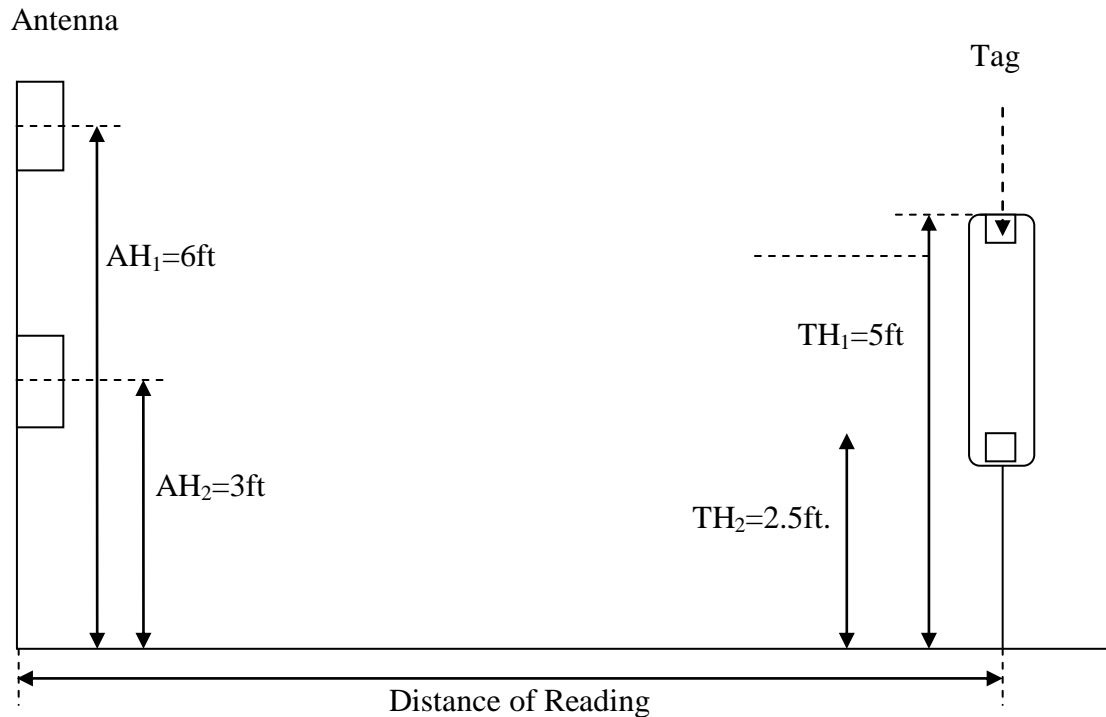 Antenna
Tag
AH₁=6ft
TH₁=5ft
AH₂=3ft
TH₂=2.5ft.
Distance of Reading